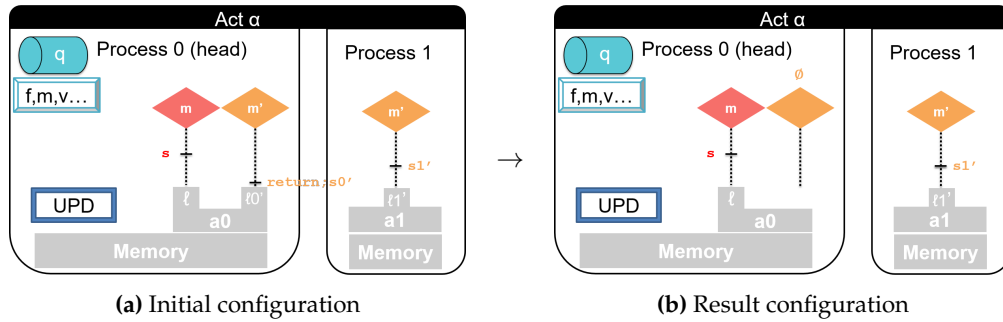 Act α
Process 0 (head)
Process 1
q
f,m,v...
m
m'
m'
s
s1'
return;s0'
UPD
ℓ
ℓ0'
ℓ1'
a0
a1
Memory
Memory
(a) Initial configuration
→
Act α
Process 0 (head)
Process 1
q
∅
f,m,v...
m
m'
s
s1'
UPD
ℓ
ℓ1'
a0
a1
Memory
Memory
(b) Result configuration